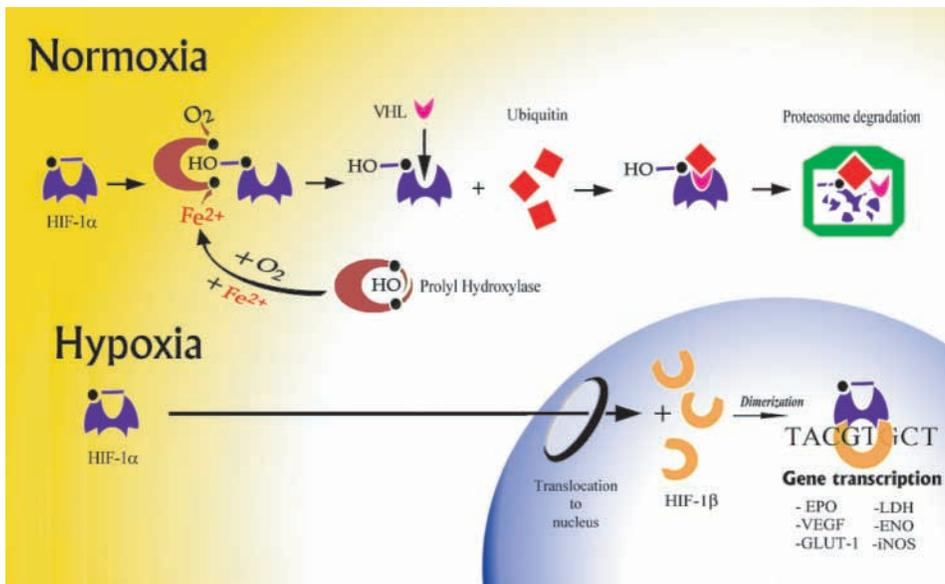 Normoxia
O2
HO
Fe2+
HIF-1α
VHL
HO
+
Ubiquitin
HO
Proteosome degradation
+ O2
+ Fe2+
HO
Prolyl Hydroxylase
Hypoxia
HIF-1α
Translocation
to
nucleus
+
HIF-1β
Dimerization
TACGTGCT
Gene transcription
- EPO -LDH
-VEGF -ENO
-GLUT-1 -iNOS